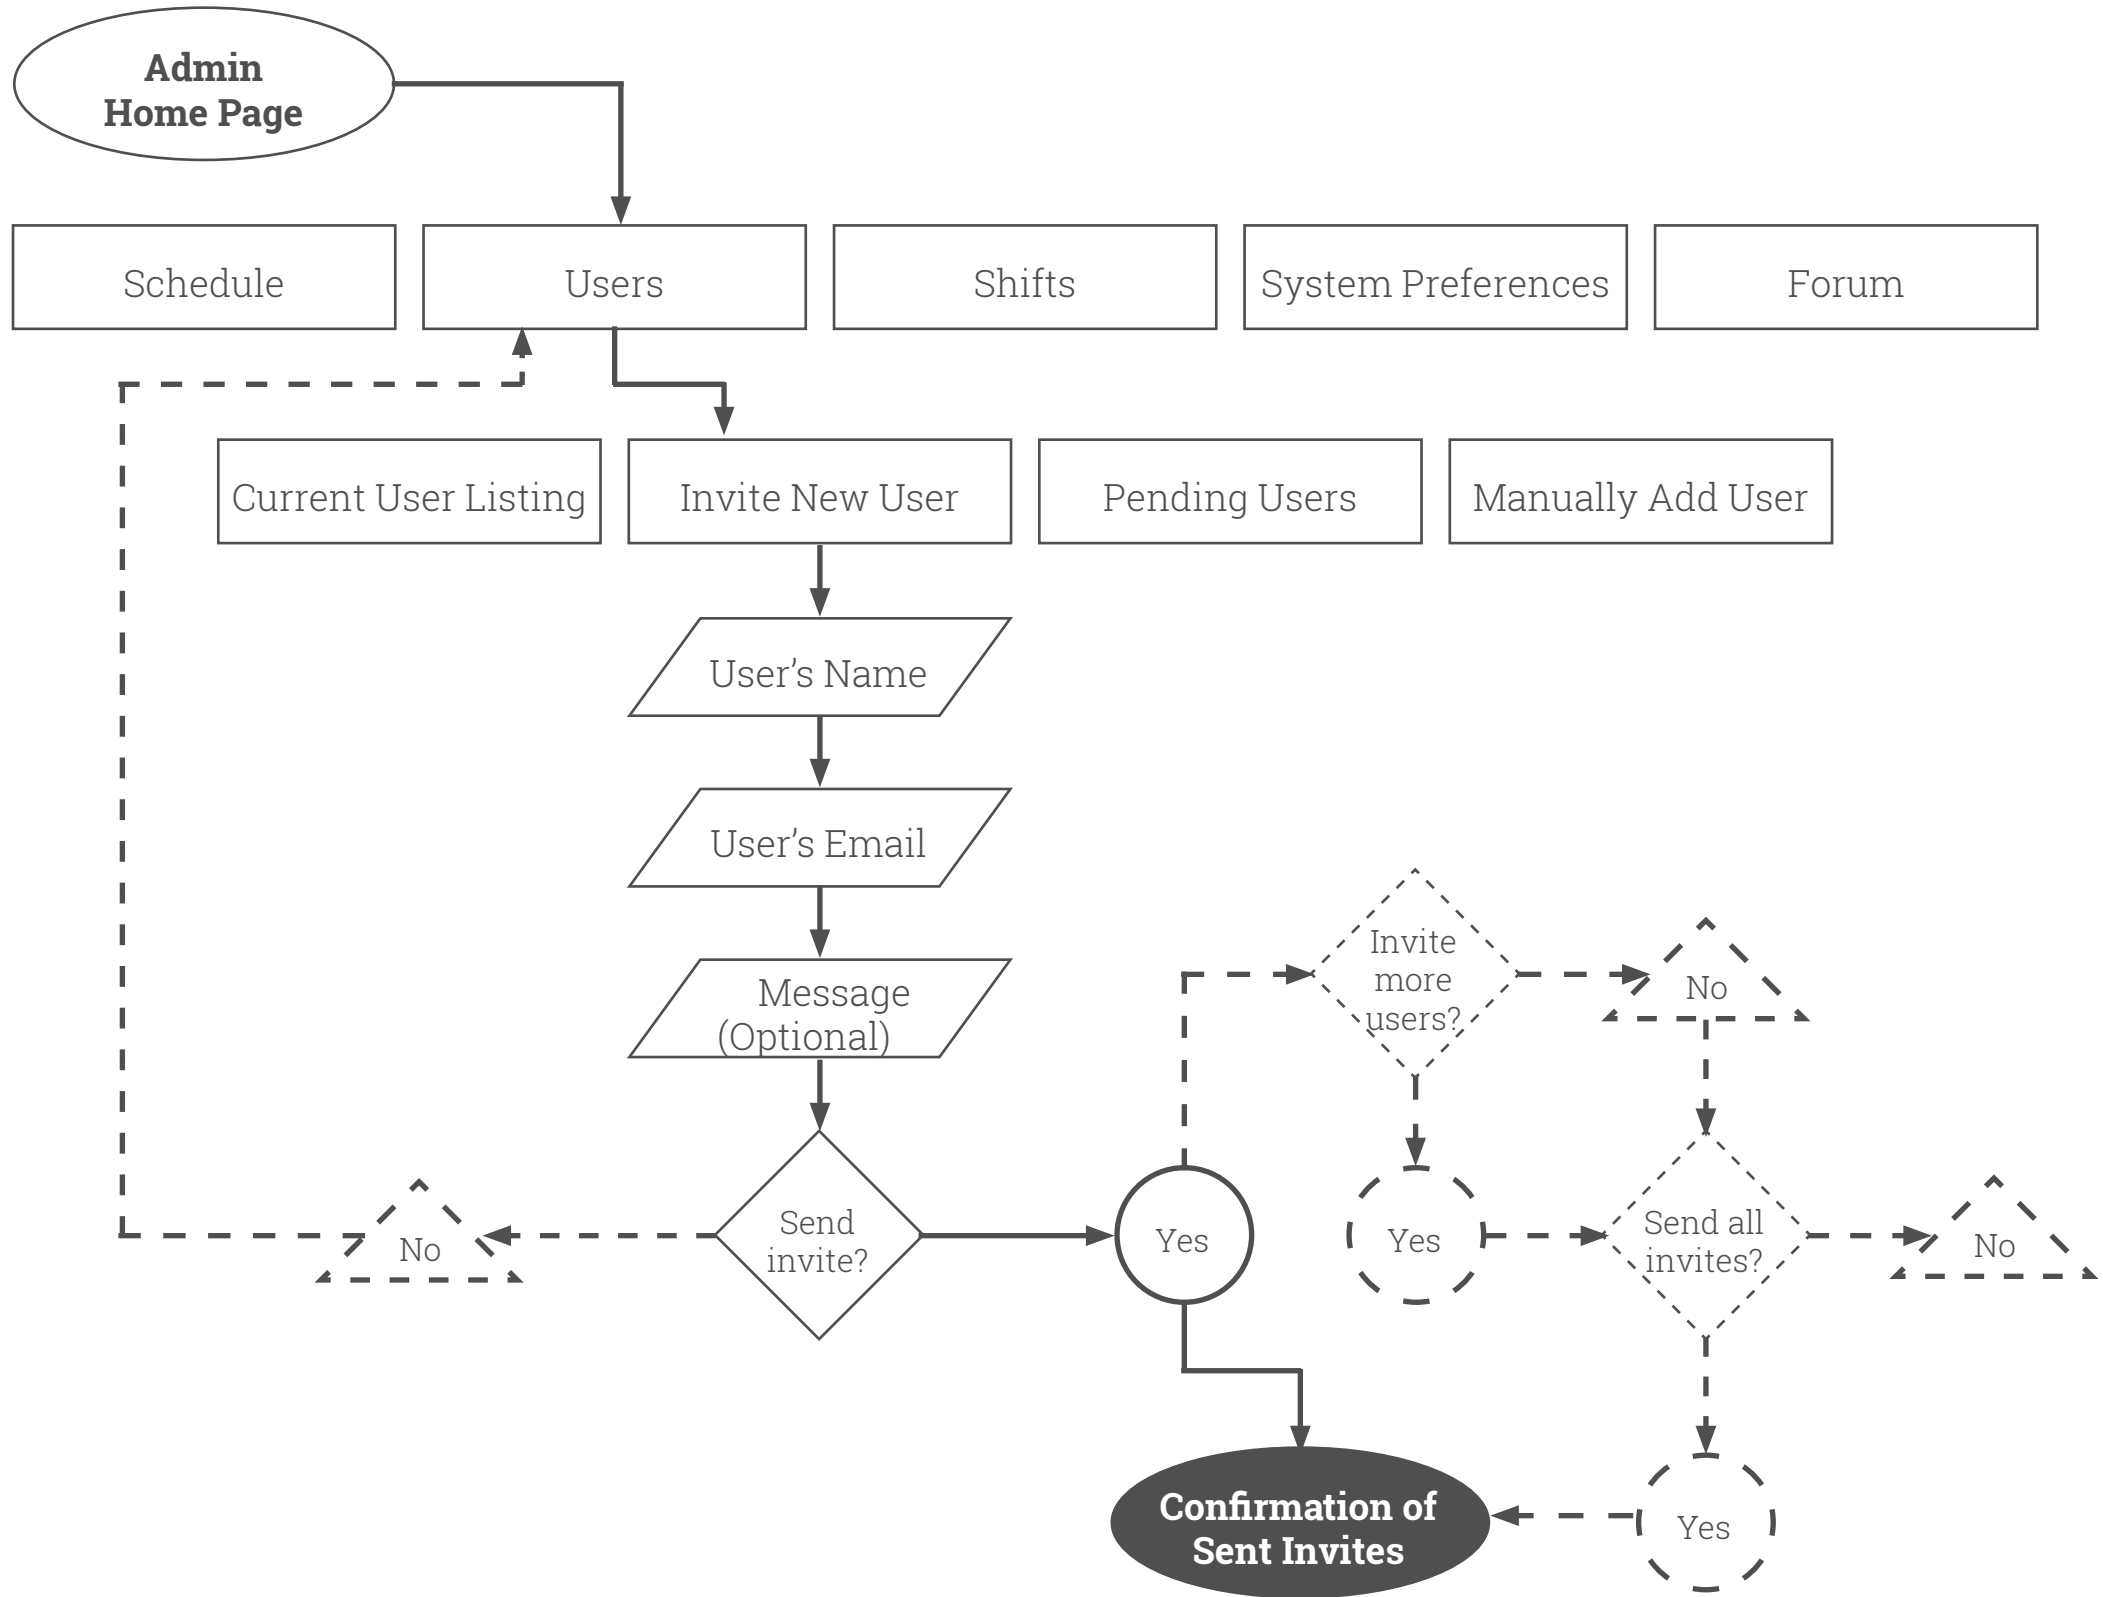 Admin
Home Page
Schedule
Users
Shifts
System Preferences
Forum
Current User Listing
Invite New User
Pending Users
Manually Add User
User’s Name
User’s Email
Message
(Optional)
Invite
more
users?
No
No
Send
invite?
Yes
Yes
Send all
invites?
No
Confirmation of
Sent Invites
Yes